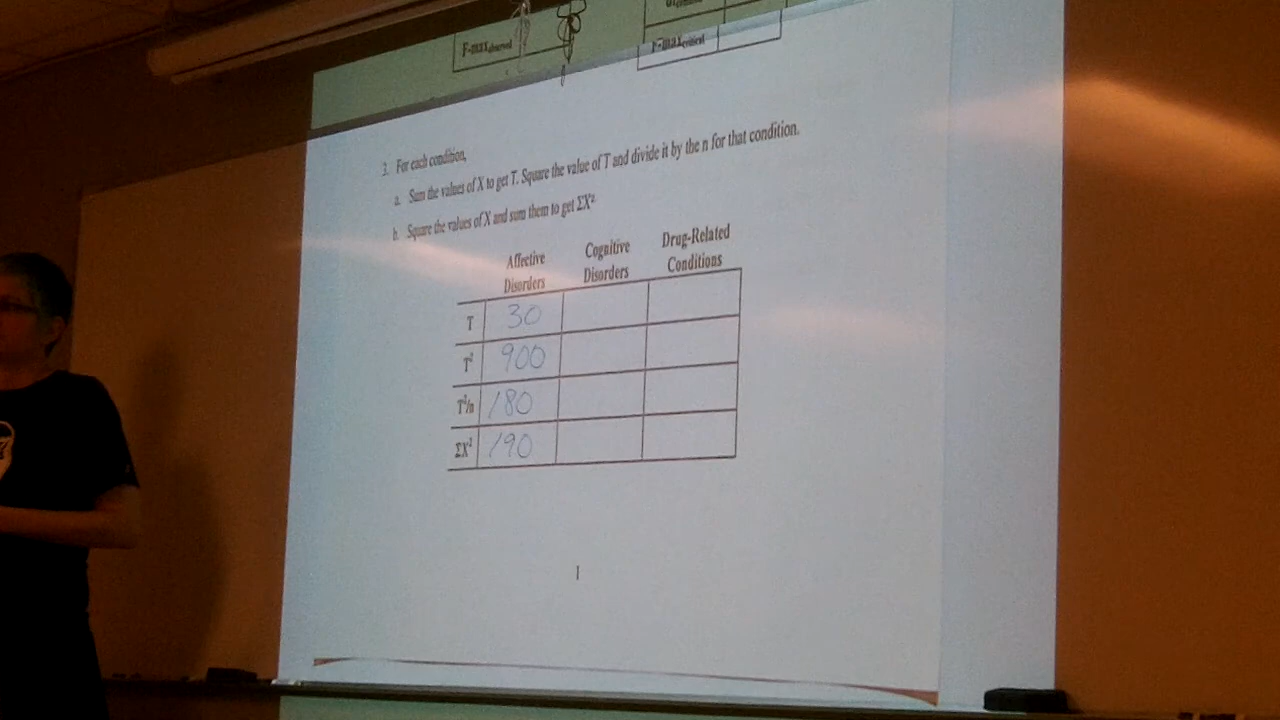 F-max observed
F-max critical
3. For each condition,
a. Sum the values of X to get T. Square the value of T and divide it by the n for that condition.
b. Square the values of X and sum them to get ΣX²
Affective Disorders
Cognitive Disorders
Drug-Related Conditions
T 30
T² 900
T²/n 180
ΣX² 190
1